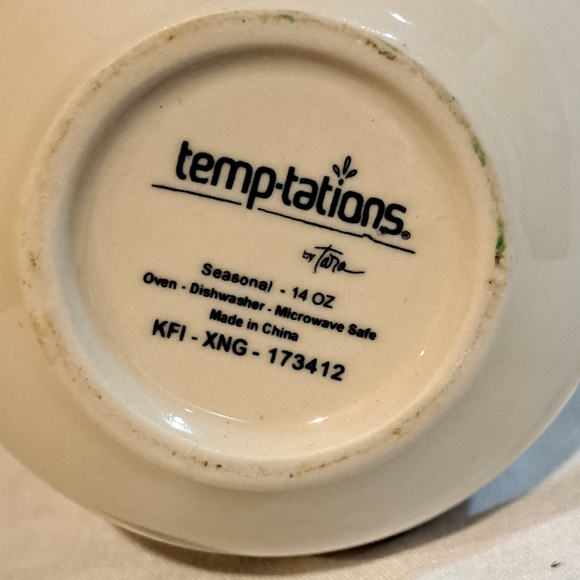 temp-tations®
by Tara
Seasonal - 14 OZ
Oven - Dishwasher - Microwave Safe
Made in China
KFI - XNG - 173412